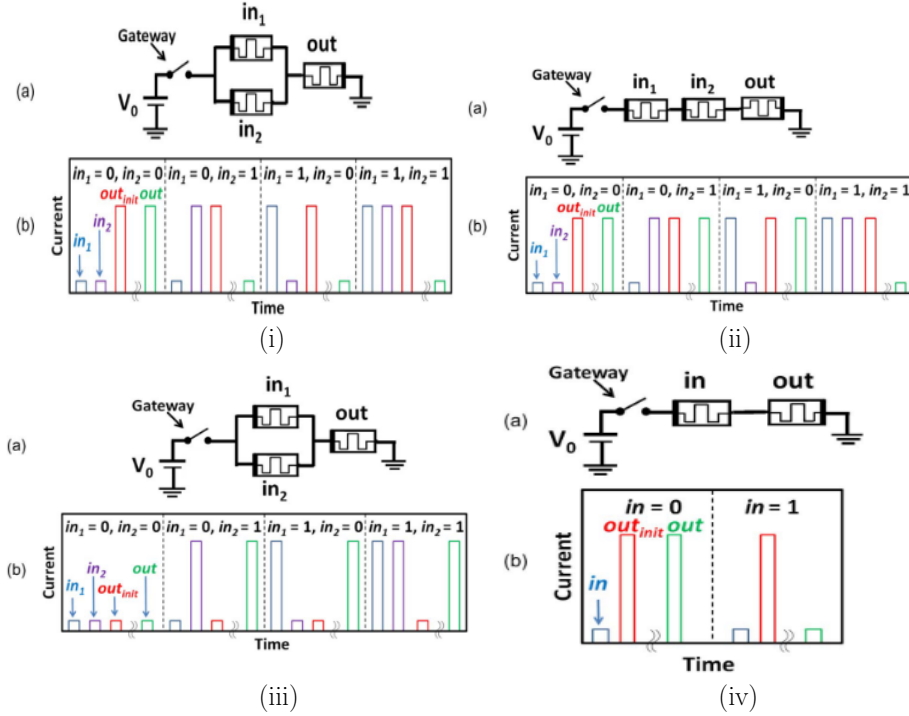 in₁
Gateway
out
(a)
V₀
in₂
in₁ = 0, in₂ = 0 in₁ = 0, in₂ = 1 in₁ = 1, in₂ = 0 in₁ = 1, in₂ = 1
out_init out
(b)
Current
in₂
in₁
Time
(i)
Gateway
in₁ in₂ out
(a)
V₀
in₁ = 0, in₂ = 0 in₁ = 0, in₂ = 1 in₁ = 1, in₂ = 0 in₁ = 1, in₂ = 1
out_init out
(b)
Current
in₁
in₂
Time
(ii)
in₁
Gateway
out
(a)
V₀
in₂
in₁ = 0, in₂ = 0 in₁ = 0, in₂ = 1 in₁ = 1, in₂ = 0 in₁ = 1, in₂ = 1
(b)
Current
in₁
in₂
out_init
out
Time
(iii)
Gateway
in out
(a)
V₀
in = 0 in = 1
out_init out
(b)
Current
in
Time
(iv)